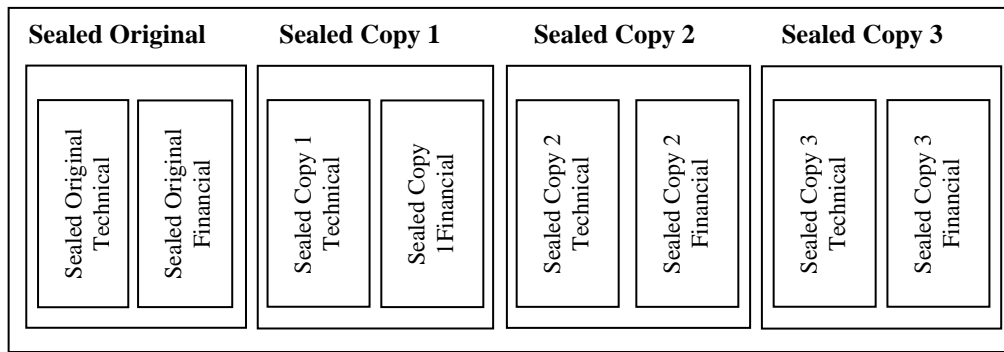 Sealed Original
Sealed Copy 1
Sealed Copy 2
Sealed Copy 3
Sealed Original
Technical
Sealed Original
Financial
Sealed Copy 1
Technical
Sealed Copy
1Financial
Sealed Copy 2
Technical
Sealed Copy 2
Financial
Sealed Copy 3
Technical
Sealed Copy 3
Financial